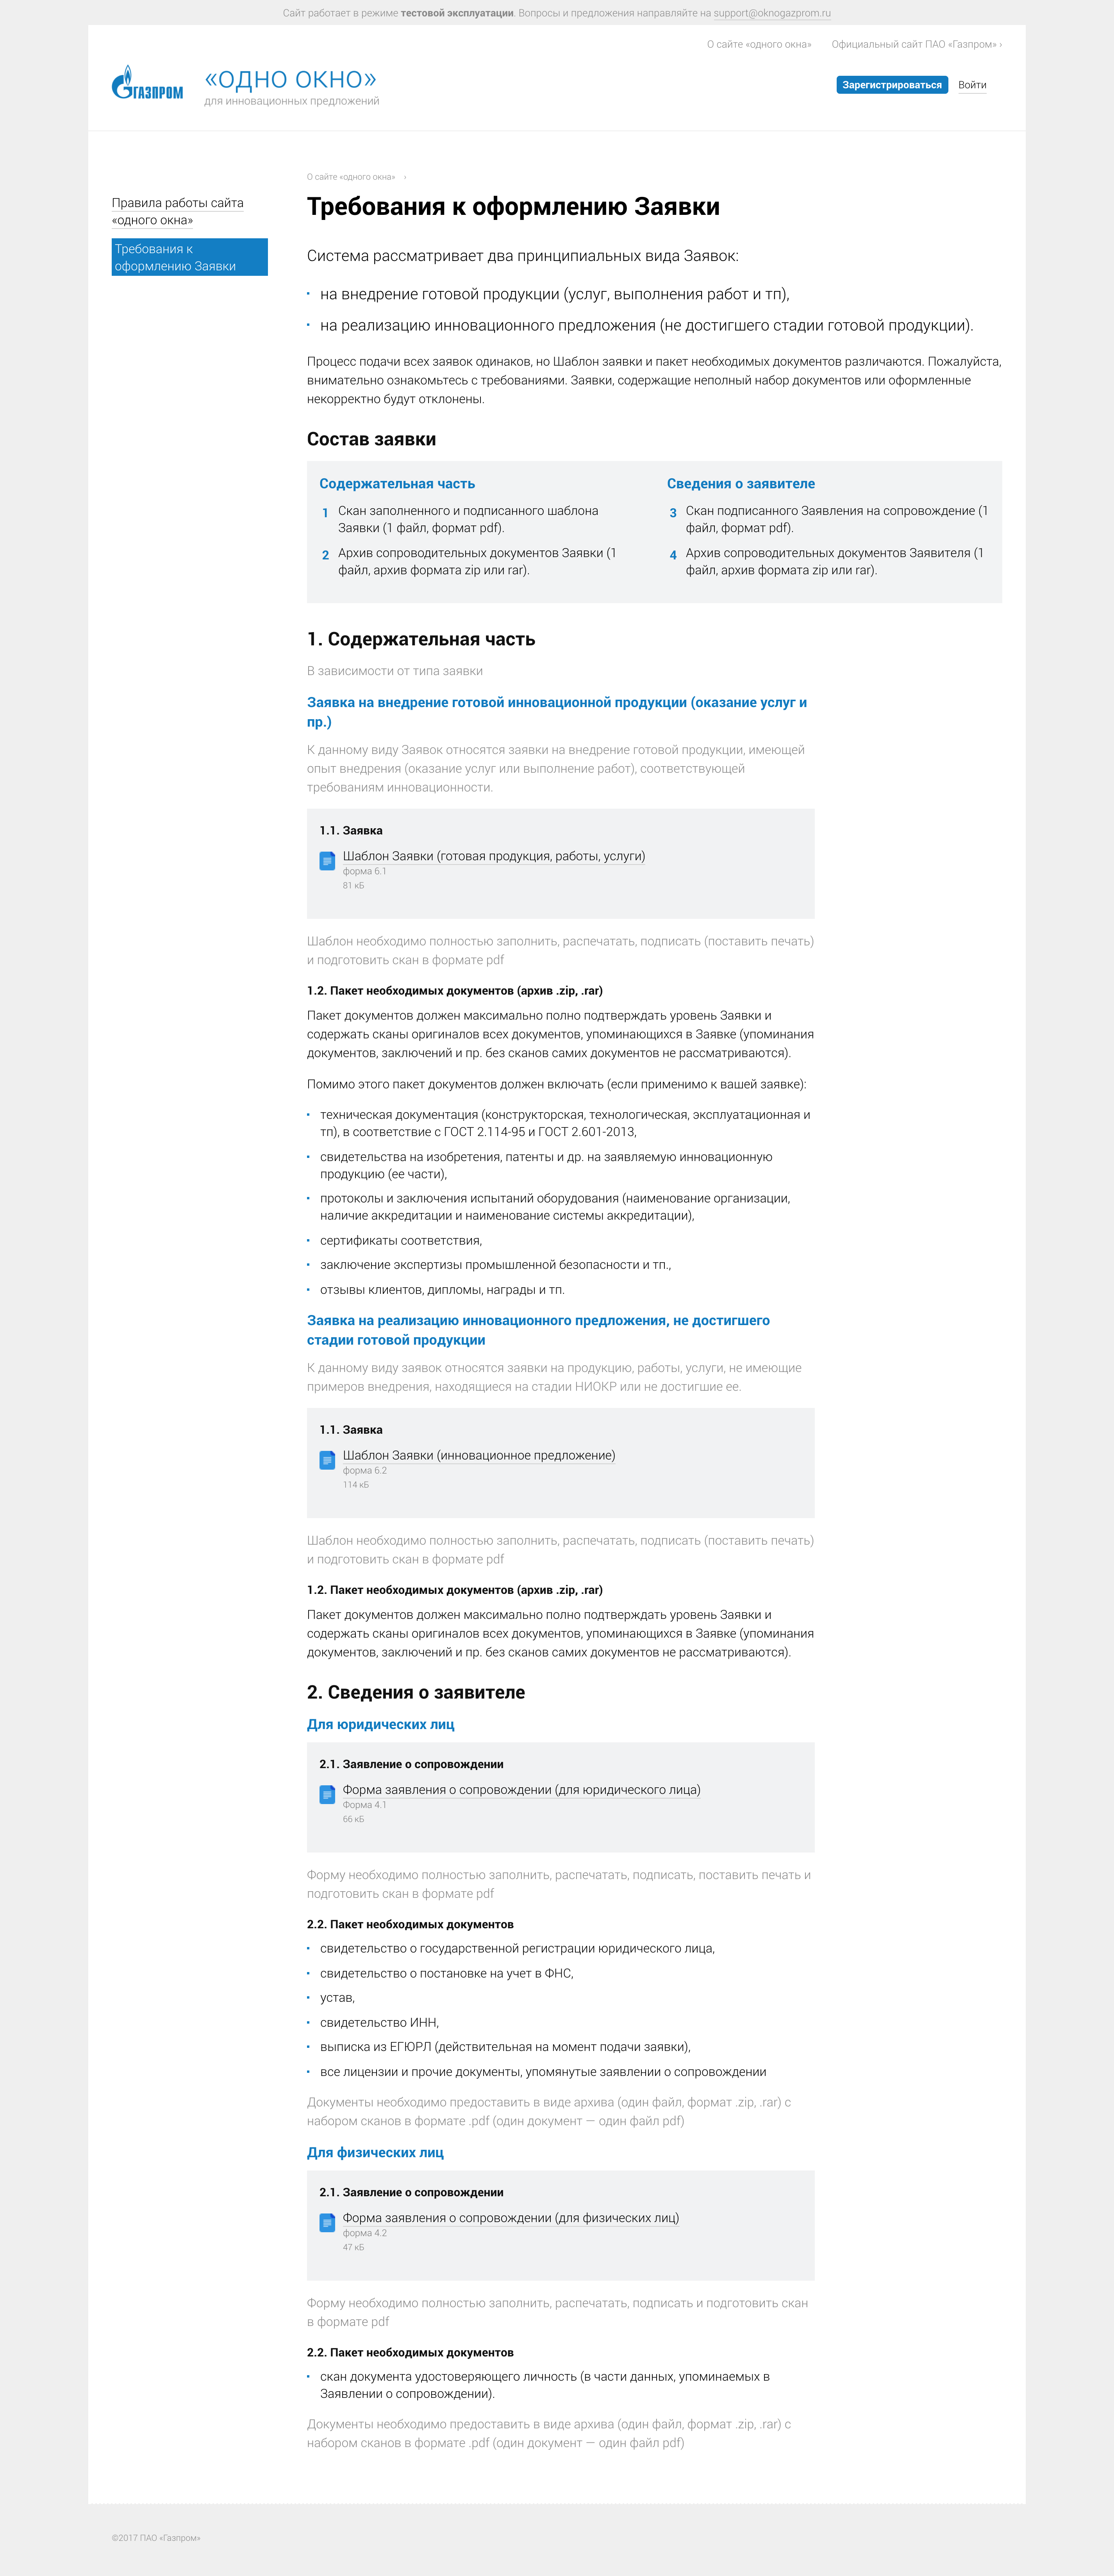 Сайт работает в режиме тестовой эксплуатации. Вопросы и предложения направляйте на support@oknogazprom.ru
О сайте «одного окна» Официальный сайт ПАО «Газпром» ›
ГАЗПРОМ
«ОДНО ОКНО»
для инновационных предложений
Зарегистрироваться Войти
О сайте «одного окна» ›
Правила работы сайта
«одного окна»
Требования к
оформлению Заявки
Требования к оформлению Заявки
Система рассматривает два принципиальных вида Заявок:
• на внедрение готовой продукции (услуг, выполнения работ и тп),
• на реализацию инновационного предложения (не достигшего стадии готовой продукции).
Процесс подачи всех заявок одинаков, но Шаблон заявки и пакет необходимых документов различаются. Пожалуйста,
внимательно ознакомьтесь с требованиями. Заявки, содержащие неполный набор документов или оформленные
некорректно будут отклонены.
Состав заявки
Содержательная часть
1 Скан заполненного и подписанного шаблона
Заявки (1 файл, формат pdf).
2 Архив сопроводительных документов Заявки (1
файл, архив формата zip или rar).
Сведения о заявителе
3 Скан подписанного Заявления на сопровождение (1
файл, формат pdf).
4 Архив сопроводительных документов Заявителя (1
файл, архив формата zip или rar).
1. Содержательная часть
В зависимости от типа заявки
Заявка на внедрение готовой инновационной продукции (оказание услуг и
пр.)
К данному виду Заявок относятся заявки на внедрение готовой продукции, имеющей
опыт внедрения (оказание услуг или выполнение работ), соответствующей
требованиям инновационности.
1.1. Заявка
Шаблон Заявки (готовая продукция, работы, услуги)
форма 6.1
81 кБ
Шаблон необходимо полностью заполнить, распечатать, подписать (поставить печать)
и подготовить скан в формате pdf
1.2. Пакет необходимых документов (архив .zip, .rar)
Пакет документов должен максимально полно подтверждать уровень Заявки и
содержать сканы оригиналов всех документов, упоминающихся в Заявке (упоминания
документов, заключений и пр. без сканов самих документов не рассматриваются).
Помимо этого пакет документов должен включать (если применимо к вашей заявке):
• техническая документация (конструкторская, технологическая, эксплуатационная и
тп), в соответствие с ГОСТ 2.114-95 и ГОСТ 2.601-2013,
• свидетельства на изобретения, патенты и др. на заявляемую инновационную
продукцию (ее части),
• протоколы и заключения испытаний оборудования (наименование организации,
наличие аккредитации и наименование системы аккредитации),
• сертификаты соответствия,
• заключение экспертизы промышленной безопасности и тп.,
• отзывы клиентов, дипломы, награды и тп.
Заявка на реализацию инновационного предложения, не достигшего
стадии готовой продукции
К данному виду заявок относятся заявки на продукцию, работы, услуги, не имеющие
примеров внедрения, находящиеся на стадии НИОКР или не достигшие ее.
1.1. Заявка
Шаблон Заявки (инновационное предложение)
форма 6.2
114 кБ
Шаблон необходимо полностью заполнить, распечатать, подписать (поставить печать)
и подготовить скан в формате pdf
1.2. Пакет необходимых документов (архив .zip, .rar)
Пакет документов должен максимально полно подтверждать уровень Заявки и
содержать сканы оригиналов всех документов, упоминающихся в Заявке (упоминания
документов, заключений и пр. без сканов самих документов не рассматриваются).
2. Сведения о заявителе
Для юридических лиц
2.1. Заявление о сопровождении
Форма заявления о сопровождении (для юридического лица)
Форма 4.1
66 кБ
Форму необходимо полностью заполнить, распечатать, подписать, поставить печать и
подготовить скан в формате pdf
2.2. Пакет необходимых документов
• свидетельство о государственной регистрации юридического лица,
• свидетельство о постановке на учет в ФНС,
• устав,
• свидетельство ИНН,
• выписка из ЕГЮРЛ (действительная на момент подачи заявки),
• все лицензии и прочие документы, упомянутые заявлении о сопровождении
Документы необходимо предоставить в виде архива (один файл, формат .zip, .rar) с
набором сканов в формате .pdf (один документ — один файл pdf)
Для физических лиц
2.1. Заявление о сопровождении
Форма заявления о сопровождении (для физических лиц)
форма 4.2
47 кБ
Форму необходимо полностью заполнить, распечатать, подписать и подготовить скан
в формате pdf
2.2. Пакет необходимых документов
• скан документа удостоверяющего личность (в части данных, упоминаемых в
Заявлении о сопровождении).
Документы необходимо предоставить в виде архива (один файл, формат .zip, .rar) с
набором сканов в формате .pdf (один документ — один файл pdf)
©2017 ПАО «Газпром»